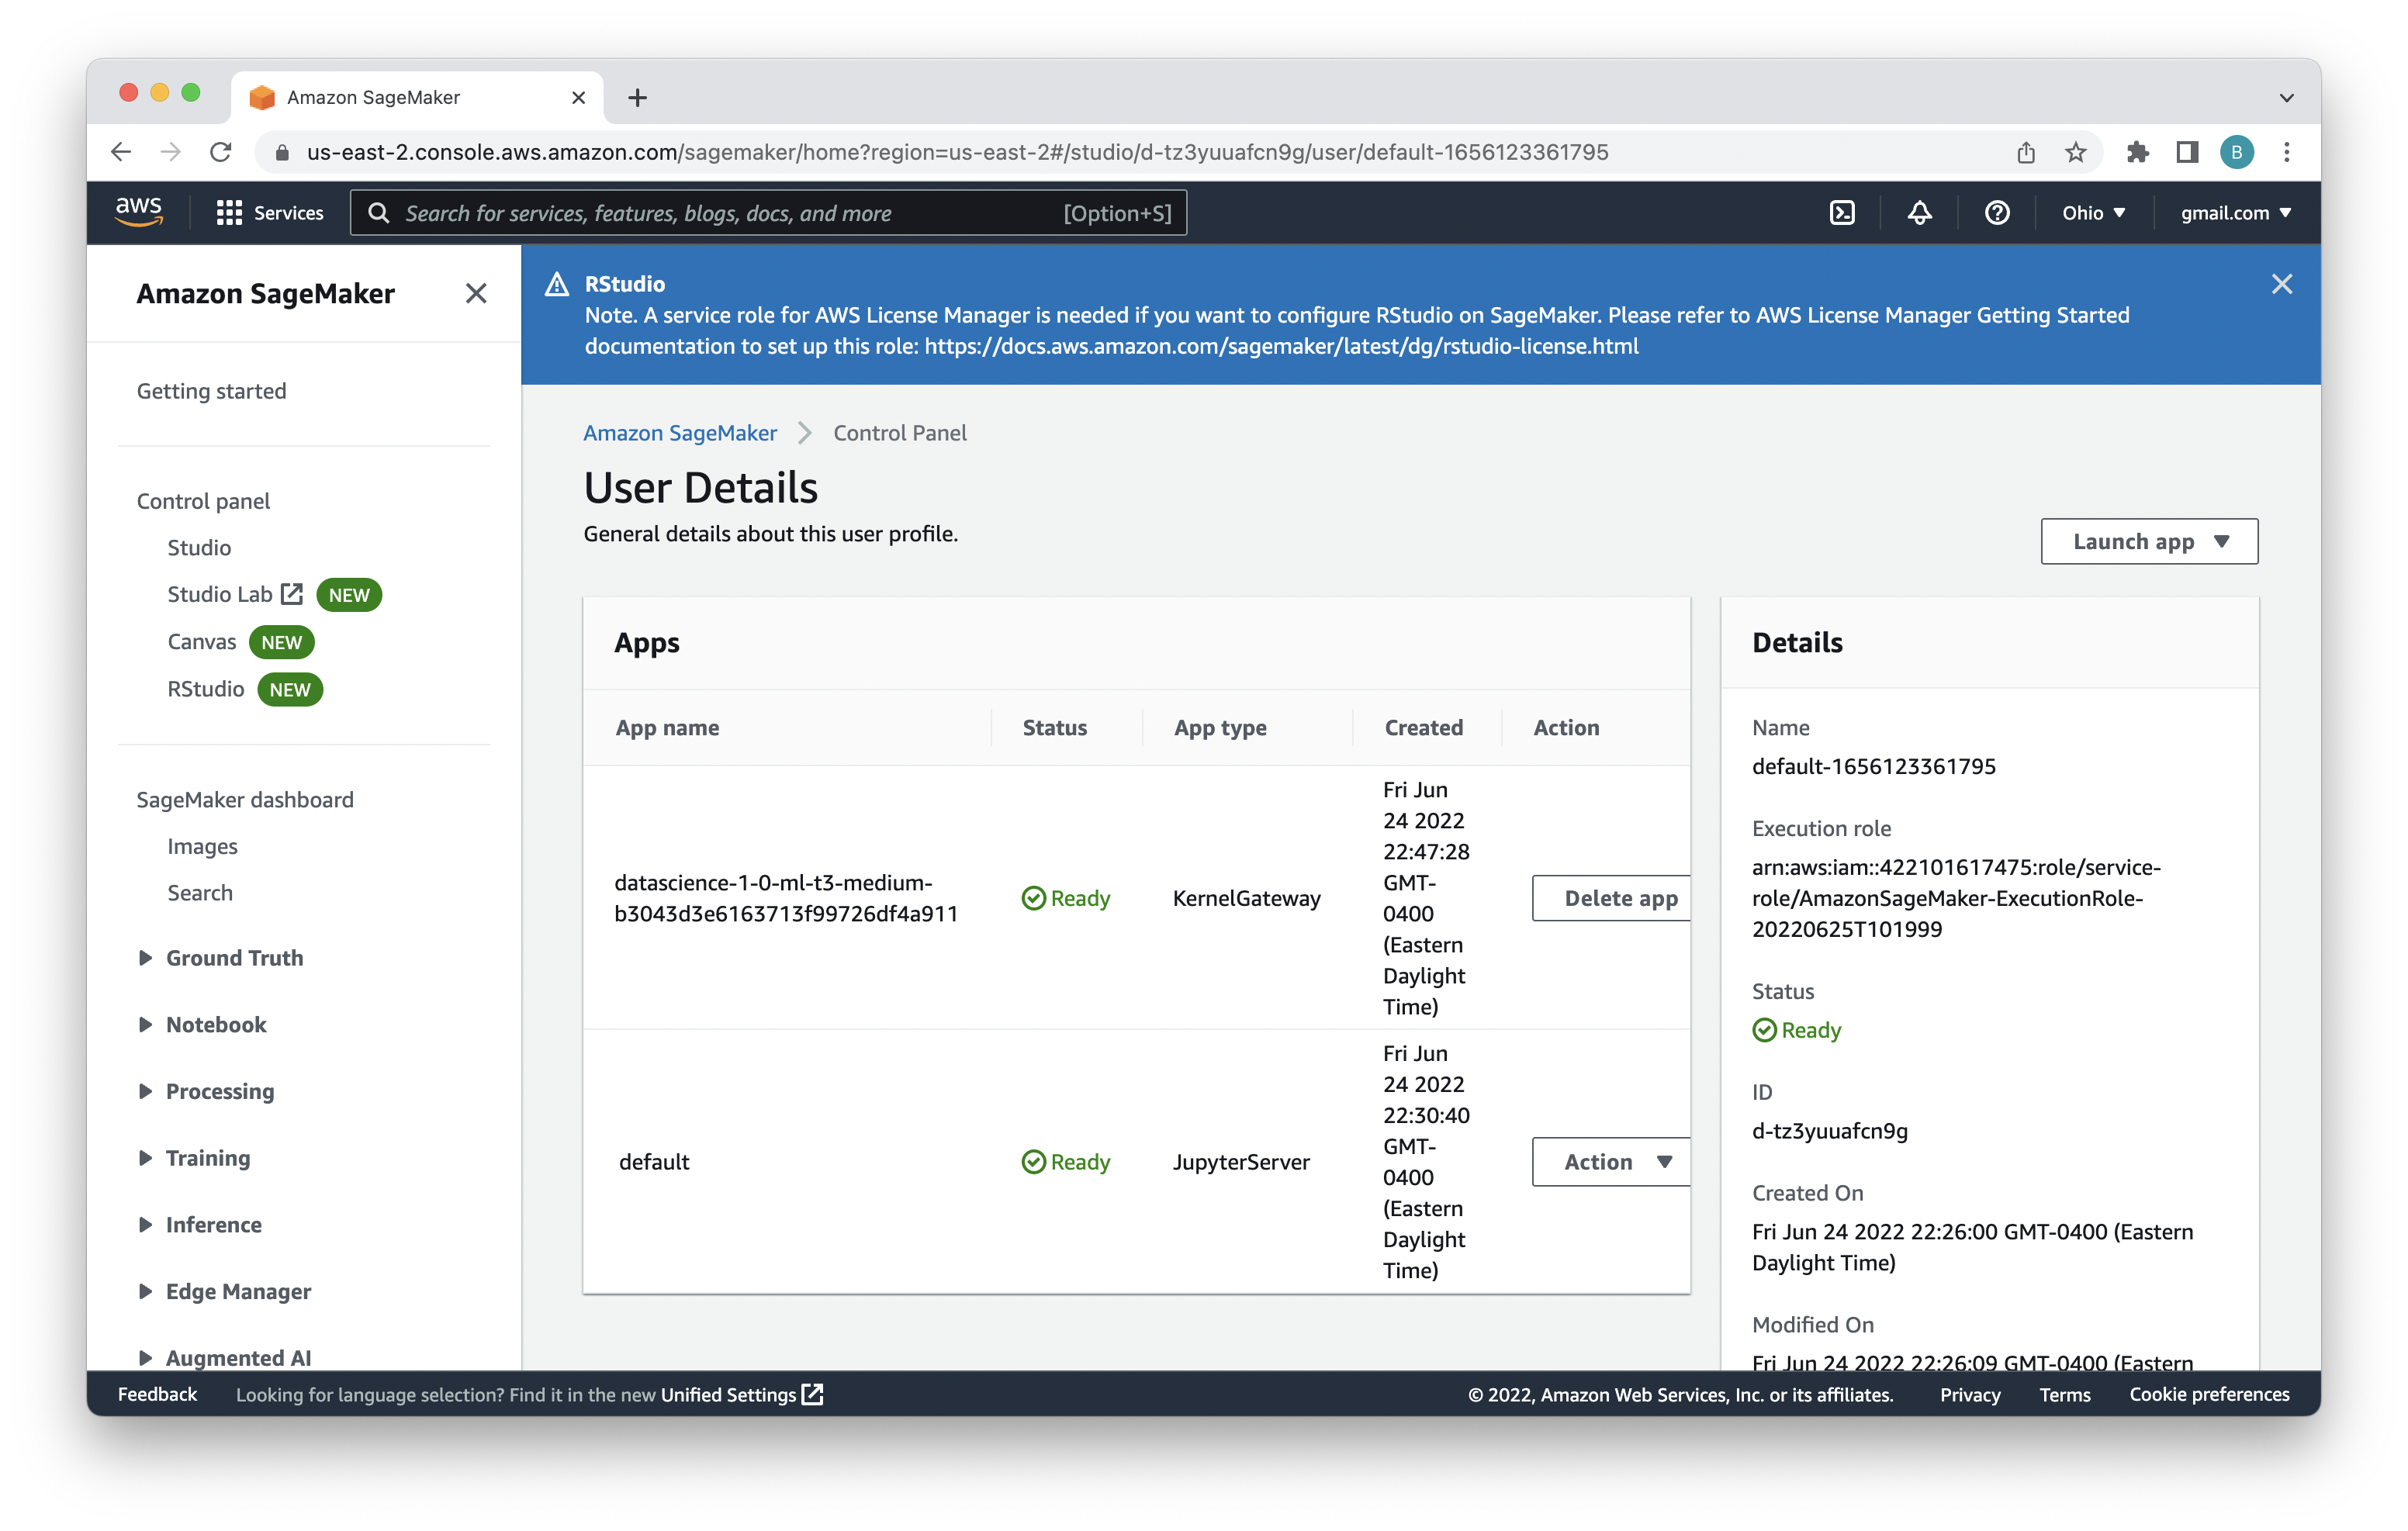 Amazon SageMaker
us-east-2.console.aws.amazon.com/sagemaker/home?region=us-east-2#/studio/d-tz3yuuafcn9g/user/default-1656123361795
B
aws
Services
Search for services, features, blogs, docs, and more
[Option+S]
Ohio
gmail.com
Amazon SageMaker
Getting started
Control panel
Studio
Studio Lab NEW
Canvas NEW
RStudio NEW
SageMaker dashboard
Images
Search
Ground Truth
Notebook
Processing
Training
Inference
Edge Manager
Augmented AI
RStudio
Note. A service role for AWS License Manager is needed if you want to configure RStudio on SageMaker. Please refer to AWS License Manager Getting Started
documentation to set up this role: https://docs.aws.amazon.com/sagemaker/latest/dg/rstudio-license.html
Amazon SageMaker
Control Panel
User Details
General details about this user profile.
Launch app
Apps
App name
Status
App type
Created
Action
datascience-1-0-ml-t3-medium-
b3043d3e6163713f99726df4a911
Ready
KernelGateway
Fri Jun
24 2022
22:47:28
GMT-
0400
(Eastern
Daylight
Time)
Delete app
default
Ready
JupyterServer
Fri Jun
24 2022
22:30:40
GMT-
0400
(Eastern
Daylight
Time)
Action
Details
Name
default-1656123361795
Execution role
arn:aws:iam::422101617475:role/service-
role/AmazonSageMaker-ExecutionRole-
20220625T101999
Status
Ready
ID
d-tz3yuuafcn9g
Created On
Fri Jun 24 2022 22:26:00 GMT-0400 (Eastern
Daylight Time)
Modified On
Fri Jun 24 2022 22:26:09 GMT-0400 (Eastern
Feedback
Looking for language selection? Find it in the new Unified Settings
© 2022, Amazon Web Services, Inc. or its affiliates.
Privacy
Terms
Cookie preferences